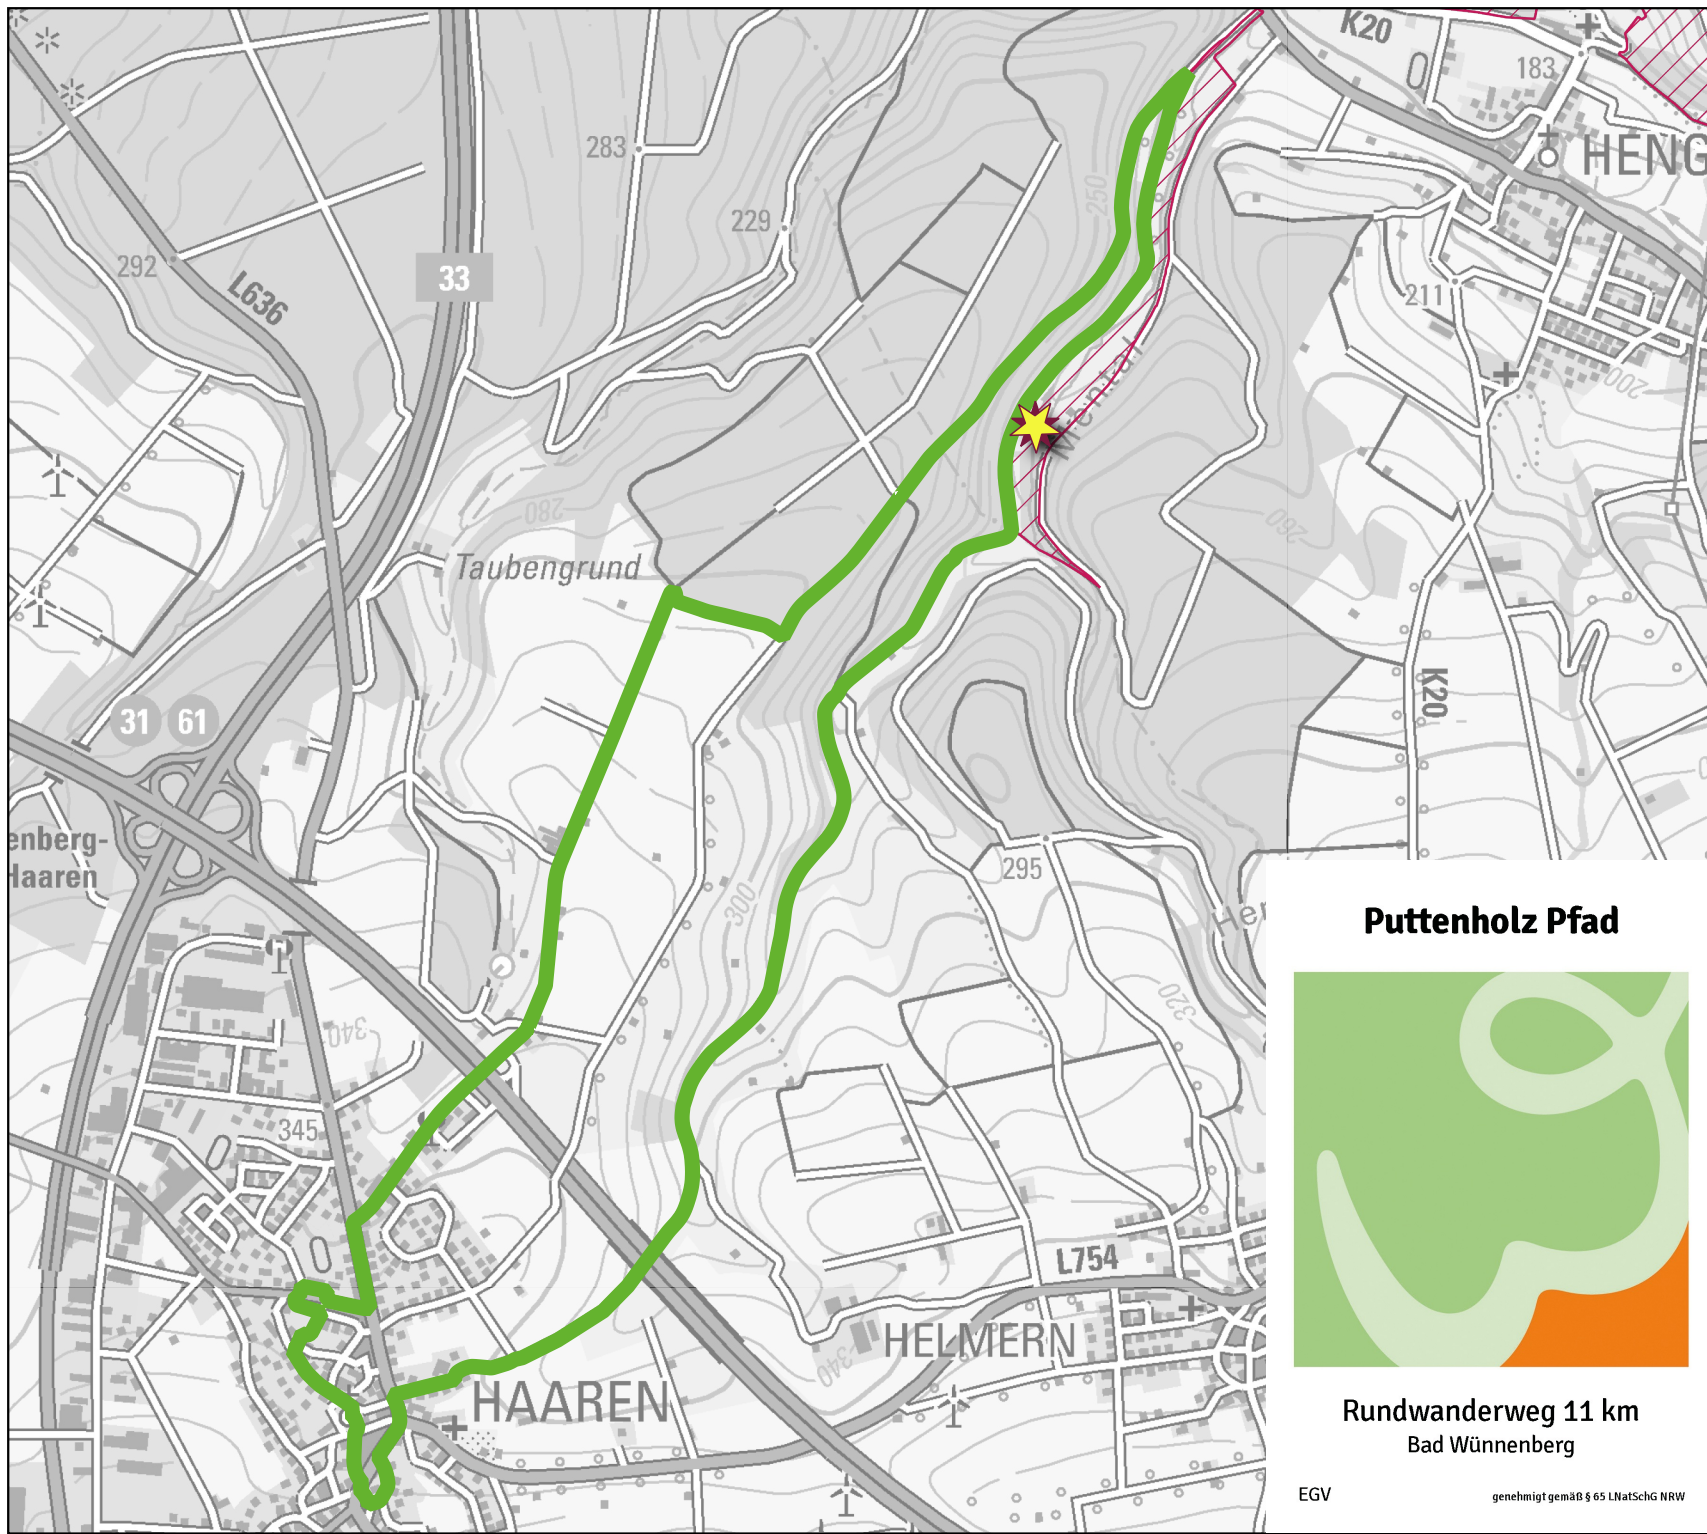 K20
183
HENG
283
250
229
292
L636
33
211
200
Mental
280
260
Taubengrund
31
61
K20
enberg-
Haaren
295
300
Her
320
340
345
L754
HELMERN
340
HAAREN
Puttenholz Pfad
Rundwanderweg 11 km
Bad Wünnenberg
EGV
genehmigt gemäß § 65 LNatSchG NRW